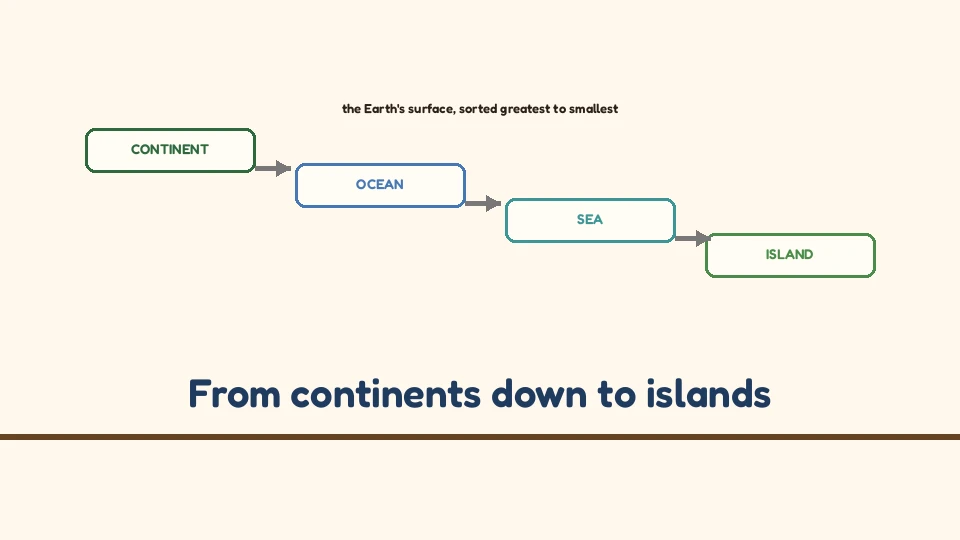 the Earth's surface, sorted greatest to smallest
CONTINENT
OCEAN
SEA
ISLAND
From continents down to islands